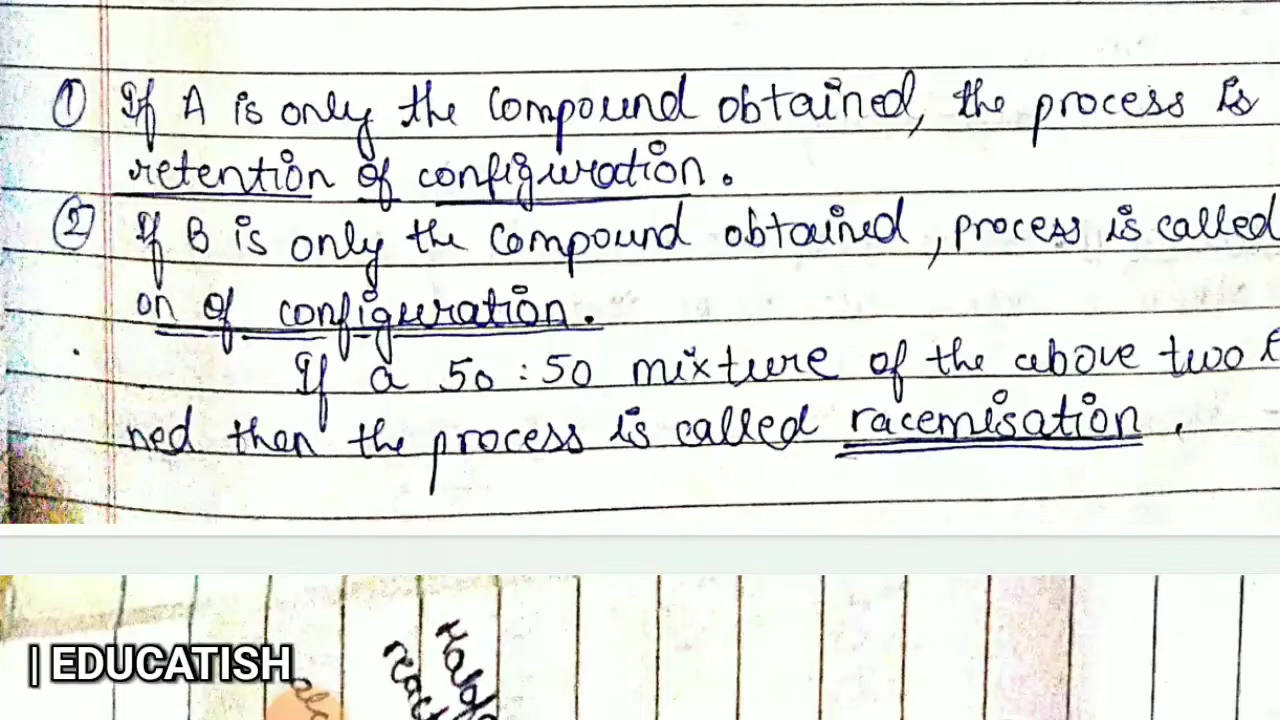 ① If A is only the compound obtained, the process is
retention of configuration.
② If B is only the compound obtained, process is called
on of configuration.
If a 50:50 mixture of the above two
ned then the process is called racemisation.
| EDUCATISH